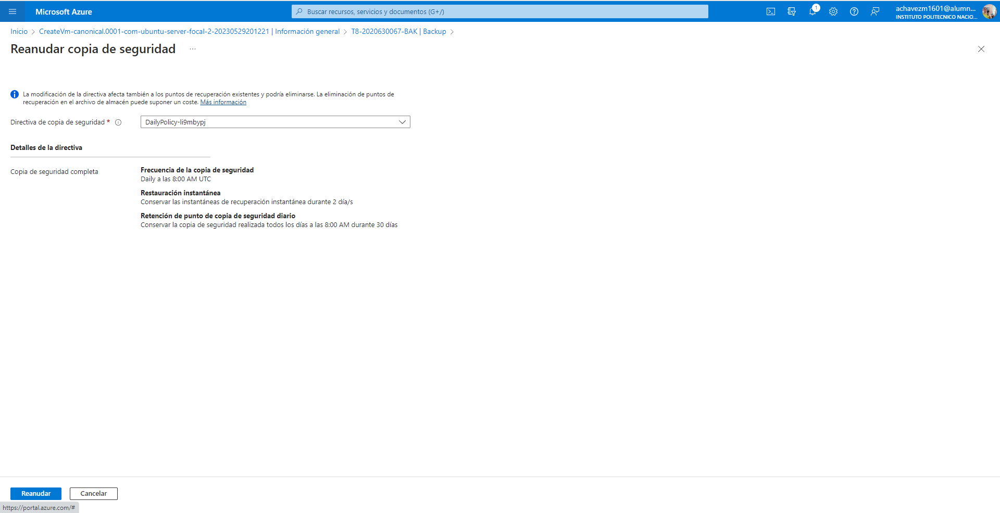 Microsoft Azure
Buscar recursos, servicios y documentos (G+/)
1
achavezm1601@alumn...
INSTITUTO POLITECNICO NACIO...
Inicio > CreateVm-canonical.0001-com-ubuntu-server-focal-2-20230529201221 | Información general > T8-2020630067-BAK | Backup >
Reanudar copia de seguridad ...
La modificación de la directiva afecta también a los puntos de recuperación existentes y podría eliminarse. La eliminación de puntos de
recuperación en el archivo de almacén puede suponer un coste. Más información
Directiva de copia de seguridad *
DailyPolicy-li9mbypj
Detalles de la directiva
Copia de seguridad completa
Frecuencia de la copia de seguridad
Daily a las 8:00 AM UTC
Restauración instantánea
Conservar las instantáneas de recuperación instantánea durante 2 día/s
Retención de punto de copia de seguridad diario
Conservar la copia de seguridad realizada todos los días a las 8:00 AM durante 30 días
Reanudar
Cancelar
https://portal.azure.com/#